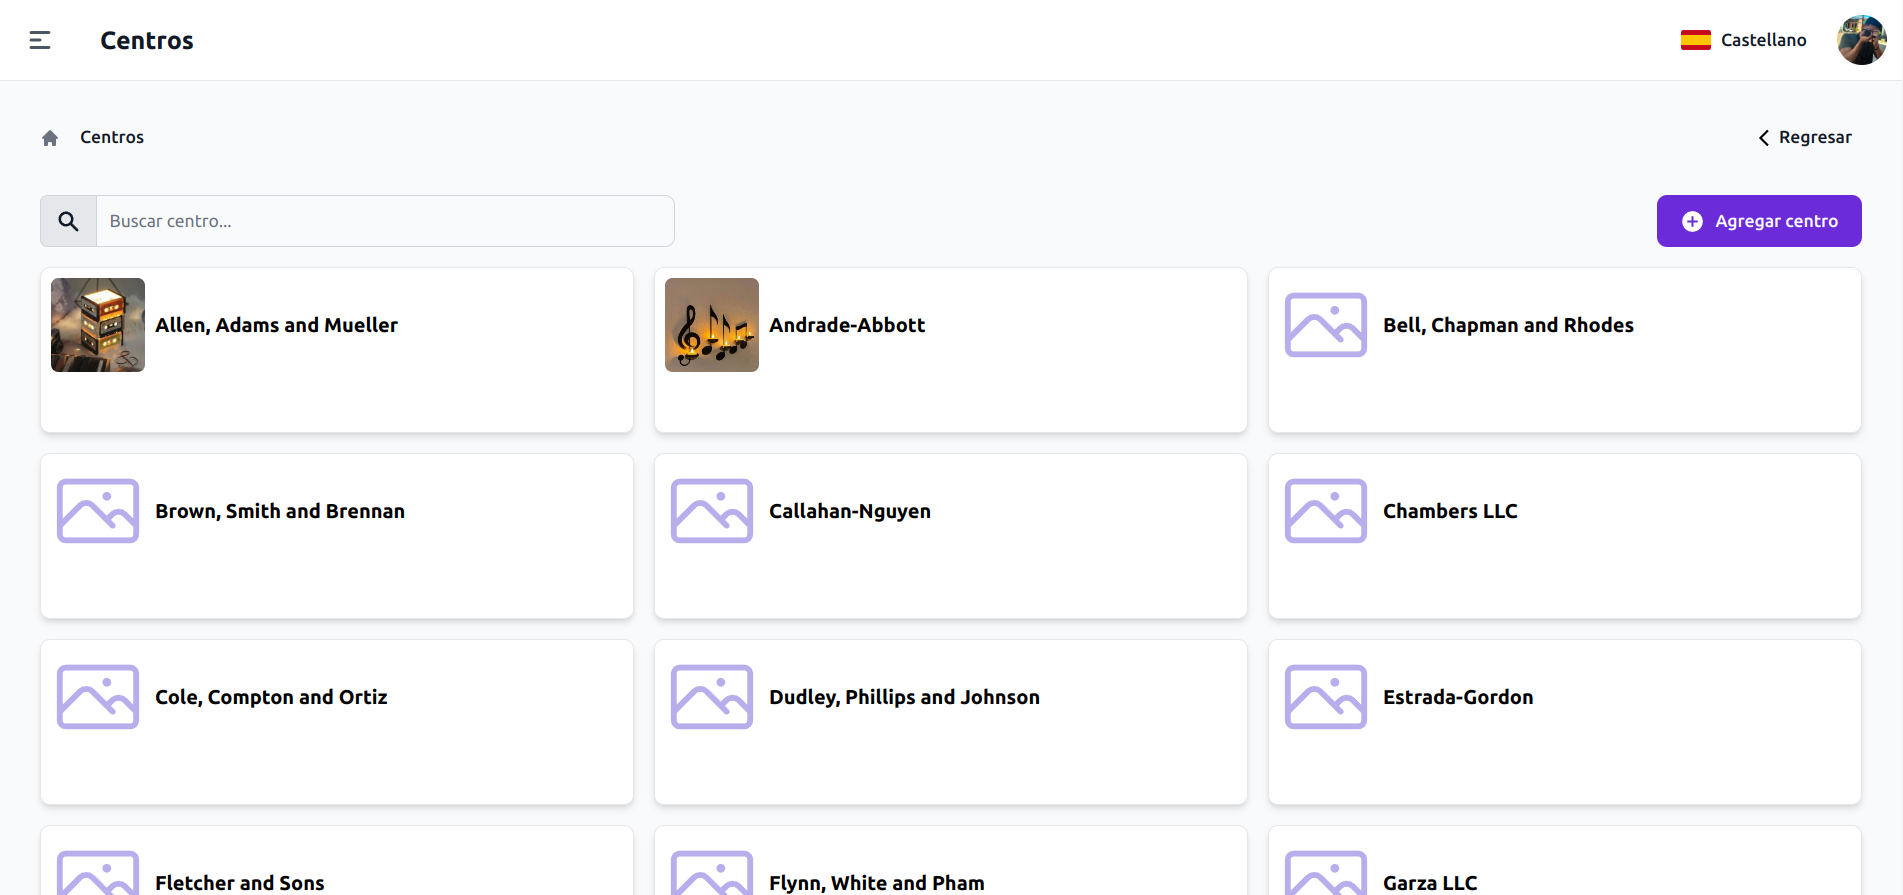 Centros
Castellano
Centros
Regresar
Buscar centro...
Agregar centro
Allen, Adams and Mueller
Andrade-Abbott
Bell, Chapman and Rhodes
Brown, Smith and Brennan
Callahan-Nguyen
Chambers LLC
Cole, Compton and Ortiz
Dudley, Phillips and Johnson
Estrada-Gordon
Fletcher and Sons
Flynn, White and Pham
Garza LLC